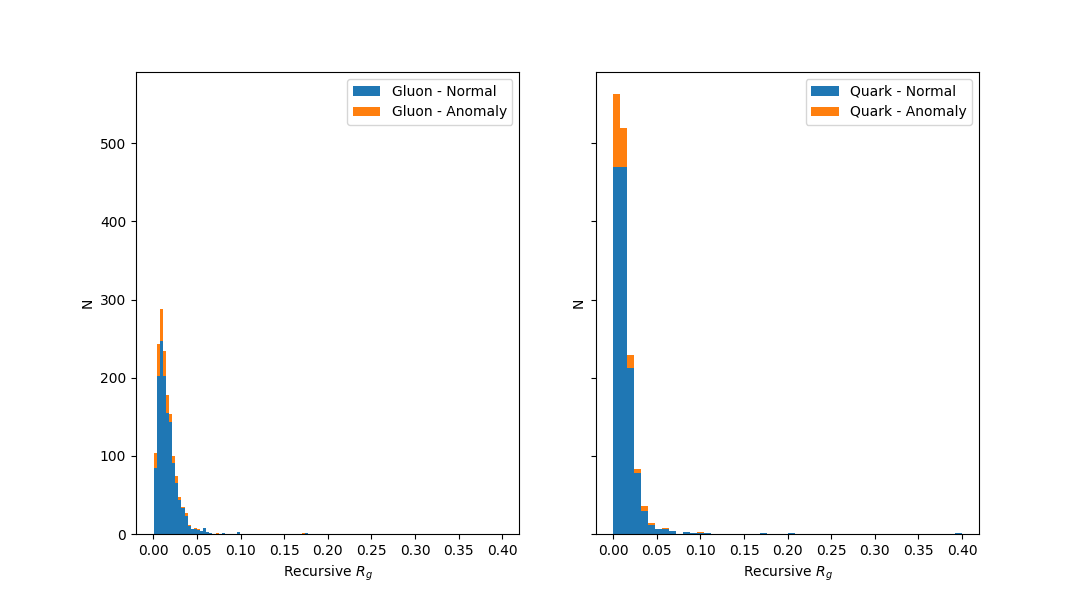 Gluon - Normal
Gluon - Anomaly
Quark - Normal
Quark - Anomaly
500
400
300
200
100
0
N
N
0.00 0.05 0.10 0.15 0.20 0.25 0.30 0.35 0.40
0.00 0.05 0.10 0.15 0.20 0.25 0.30 0.35 0.40
Recursive R_g
Recursive R_g